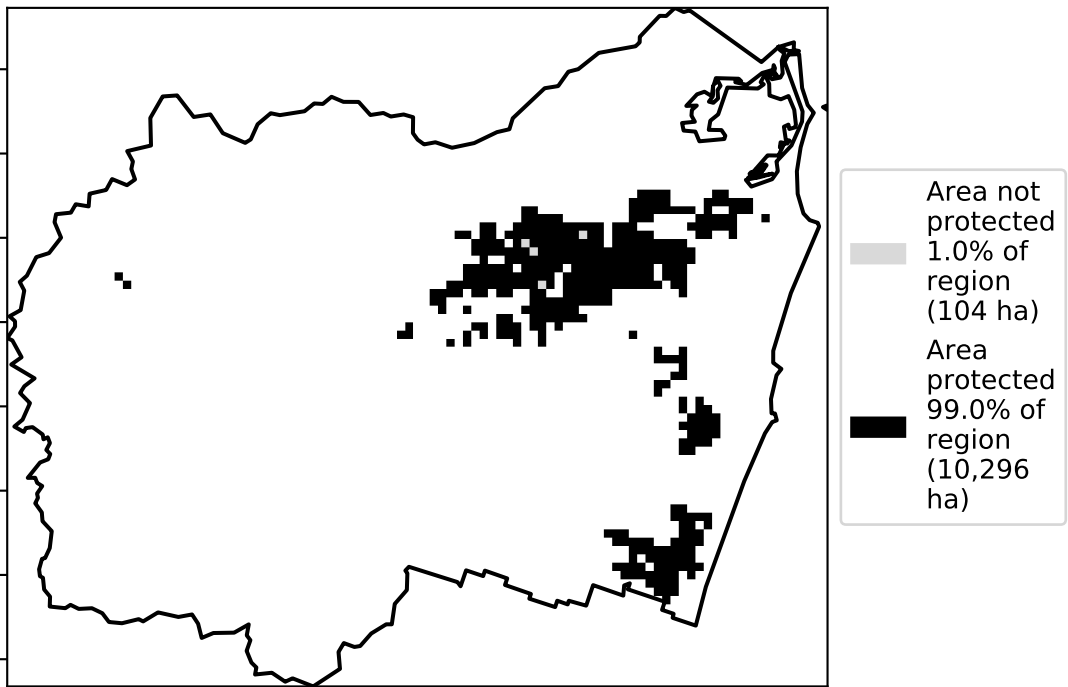 Area not
protected
1.0% of
region
(104 ha)
Area
protected
99.0% of
region
(10,296
ha)